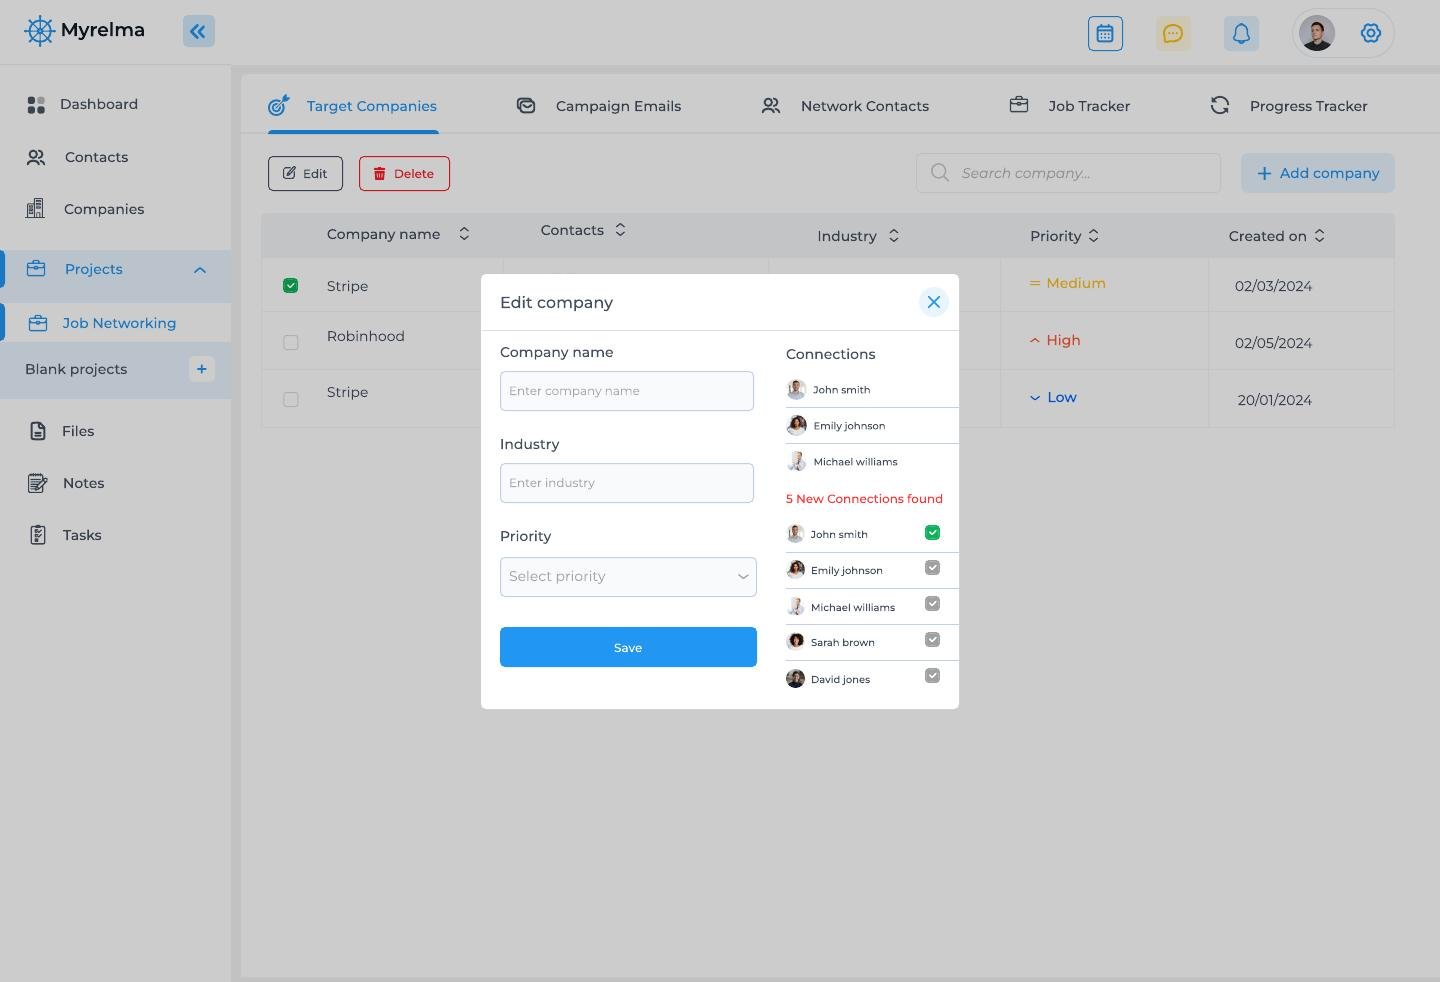 Myrelma
Dashboard
Contacts
Companies
Projects
Job Networking
Blank projects
Files
Notes
Tasks
Target Companies
Campaign Emails
Network Contacts
Job Tracker
Progress Tracker
Edit
Delete
Search company...
Add company
Company name
Contacts
Industry
Priority
Created on
Stripe
Medium
02/03/2024
Robinhood
High
02/05/2024
Stripe
Low
20/01/2024
Edit company
Company name
Enter company name
Industry
Enter industry
Priority
Select priority
Save
Connections
John smith
Emily johnson
Michael williams
5 New Connections found
John smith
Emily johnson
Michael williams
Sarah brown
David jones